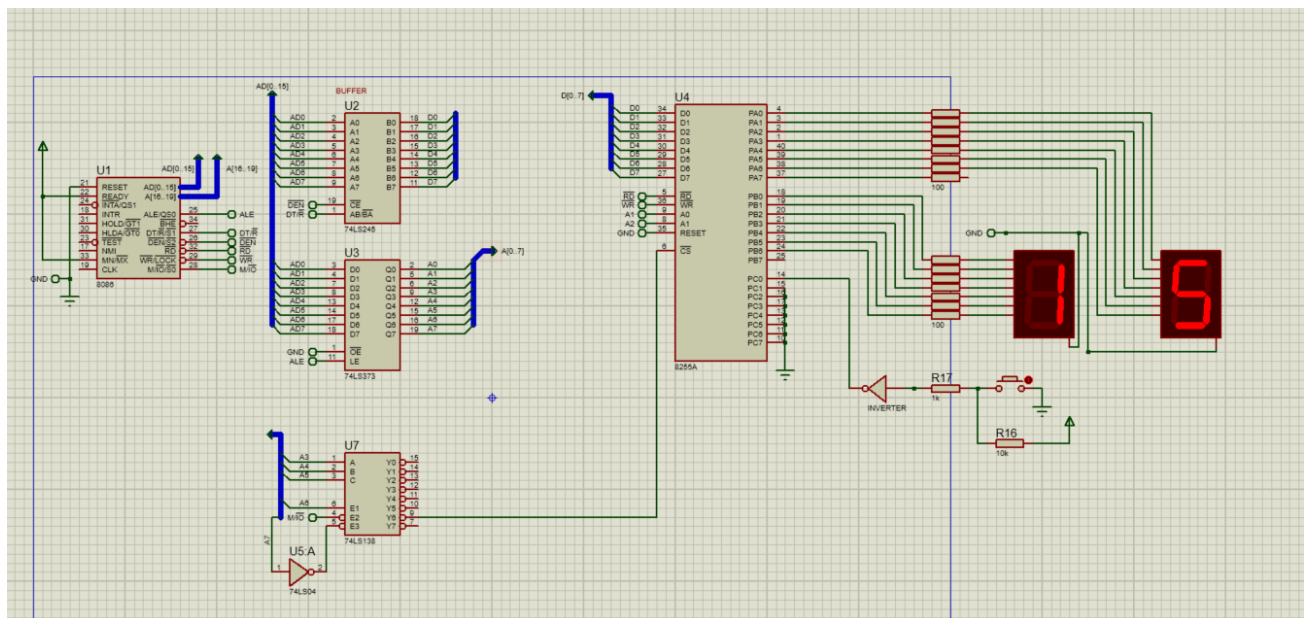 U1
21 RESET
22 READY
24 INTA/QS1
18 INTR
31 HOLD/GT1
30 HLDA/GT0
23 TEST
17 NMI
33 MN/MX
19 CLK
AD[0..15]
A[16..19]
ALE/QS0 25 ALE
BHE 34
DT/R/S1 27 DT/R
DEN/S2 26 DEN
RD 32 RD
WR/LOCK 29 WR
M/IO/S0 28 M/IO
8086
GND
AD[0..15]
A[16..19]
AD[0..15]
BUFFER
U2
AD0 2 A0 B0 18 D0
AD1 3 A1 B1 17 D1
AD2 4 A2 B2 16 D2
AD3 5 A3 B3 15 D3
AD4 6 A4 B4 14 D4
AD5 7 A5 B5 13 D5
AD6 8 A6 B6 12 D6
AD7 9 A7 B7 11 D7
DEN 19 CE
DT/R 1 AB/BA
74LS245
U3
AD0 3 D0 Q0 2 A0
AD1 4 D1 Q1 5 A1
AD2 7 D2 Q2 6 A2
AD3 8 D3 Q3 9 A3
AD4 13 D4 Q4 12 A4
AD5 14 D5 Q5 15 A5
AD6 17 D6 Q6 16 A6
AD7 18 D7 Q7 19 A7
GND 1 OE
ALE 11 LE
74LS373
A[0..7]
U7
A3 1 A Y0 15
A4 2 B Y1 14
A5 3 C Y2 13
Y3 12
Y4 11
A6 6 E1 Y5 10
M/IO 4 E2 Y6 9
5 E3 Y7 7
74LS138
A7
U5:A
1 2
74LS04
D[0..7]
U4
D0 34 D0 PA0 4
D1 33 D1 PA1 3
D2 32 D2 PA2 2
D3 31 D3 PA3 1
D4 30 D4 PA4 40
D5 29 D5 PA5 39
D6 28 D6 PA6 38
D7 27 D7 PA7 37
RD 5 RD PB0 18
WR 36 WR PB1 19
A1 9 A0 PB2 20
A2 8 A1 PB3 21
GND 35 RESET PB4 22
PB5 23
6 CS PB6 24
PB7 25
PC0 14
PC1 15
PC2 16
PC3 17
PC4 13
PC5 12
PC6 11
PC7 10
8255A
100
GND
100
1 5
INVERTER
R17
1k
R16
10k